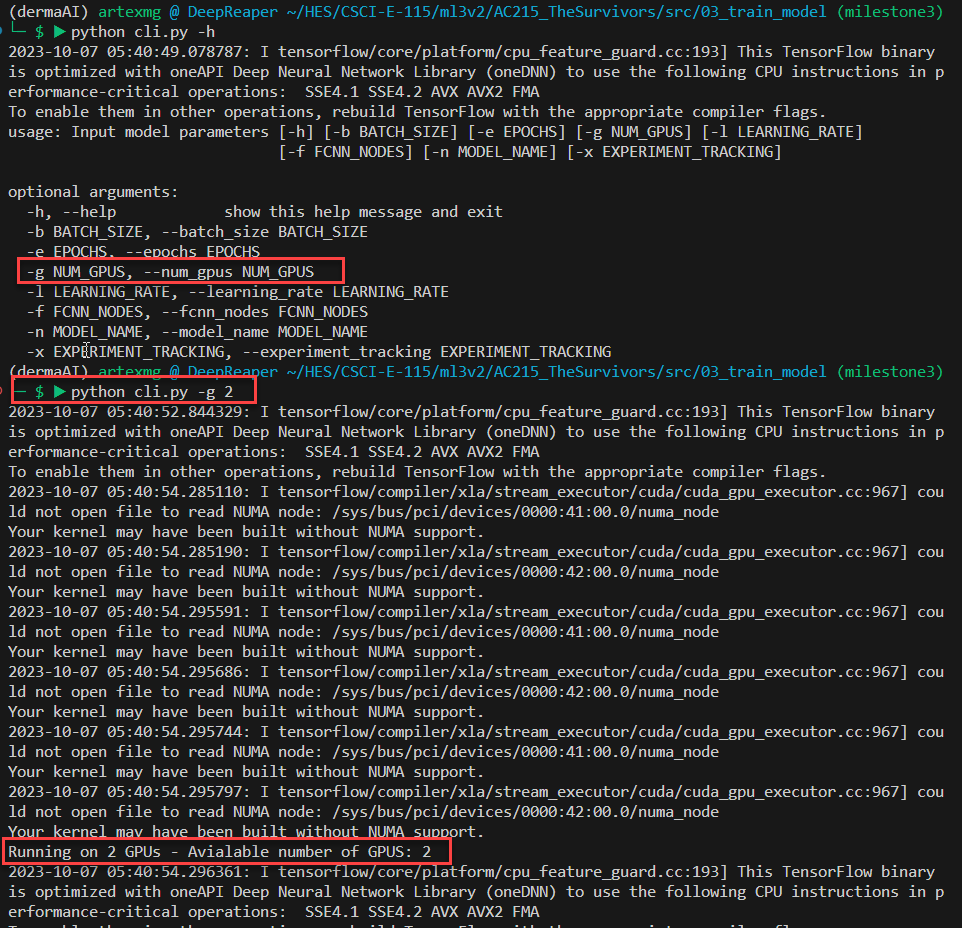 (dermaAI) artexmg @ DeepReaper ~/HES/CSCI-E-115/ml3v2/AC215_TheSurvivors/src/03_train_model (milestone3)
└─ $ ▶ python cli.py -h
2023-10-07 05:40:49.078787: I tensorflow/core/platform/cpu_feature_guard.cc:193] This TensorFlow binary
is optimized with oneAPI Deep Neural Network Library (oneDNN) to use the following CPU instructions in p
erformance-critical operations:  SSE4.1 SSE4.2 AVX AVX2 FMA
To enable them in other operations, rebuild TensorFlow with the appropriate compiler flags.
usage: Input model parameters [-h] [-b BATCH_SIZE] [-e EPOCHS] [-g NUM_GPUS] [-l LEARNING_RATE]
                              [-f FCNN_NODES] [-n MODEL_NAME] [-x EXPERIMENT_TRACKING]

optional arguments:
  -h, --help            show this help message and exit
  -b BATCH_SIZE, --batch_size BATCH_SIZE
  -e EPOCHS, --epochs EPOCHS
  -g NUM_GPUS, --num_gpus NUM_GPUS
  -l LEARNING_RATE, --learning_rate LEARNING_RATE
  -f FCNN_NODES, --fcnn_nodes FCNN_NODES
  -n MODEL_NAME, --model_name MODEL_NAME
  -x EXPERIMENT_TRACKING, --experiment_tracking EXPERIMENT_TRACKING
(dermaAI) artexmg @ DeepReaper ~/HES/CSCI-E-115/ml3v2/AC215_TheSurvivors/src/03_train_model (milestone3)
─ $ ▶ python cli.py -g 2
2023-10-07 05:40:52.844329: I tensorflow/core/platform/cpu_feature_guard.cc:193] This TensorFlow binary
is optimized with oneAPI Deep Neural Network Library (oneDNN) to use the following CPU instructions in p
erformance-critical operations:  SSE4.1 SSE4.2 AVX AVX2 FMA
To enable them in other operations, rebuild TensorFlow with the appropriate compiler flags.
2023-10-07 05:40:54.285110: I tensorflow/compiler/xla/stream_executor/cuda/cuda_gpu_executor.cc:967] cou
ld not open file to read NUMA node: /sys/bus/pci/devices/0000:41:00.0/numa_node
Your kernel may have been built without NUMA support.
2023-10-07 05:40:54.285190: I tensorflow/compiler/xla/stream_executor/cuda/cuda_gpu_executor.cc:967] cou
ld not open file to read NUMA node: /sys/bus/pci/devices/0000:42:00.0/numa_node
Your kernel may have been built without NUMA support.
2023-10-07 05:40:54.295591: I tensorflow/compiler/xla/stream_executor/cuda/cuda_gpu_executor.cc:967] cou
ld not open file to read NUMA node: /sys/bus/pci/devices/0000:41:00.0/numa_node
Your kernel may have been built without NUMA support.
2023-10-07 05:40:54.295686: I tensorflow/compiler/xla/stream_executor/cuda/cuda_gpu_executor.cc:967] cou
ld not open file to read NUMA node: /sys/bus/pci/devices/0000:42:00.0/numa_node
Your kernel may have been built without NUMA support.
2023-10-07 05:40:54.295744: I tensorflow/compiler/xla/stream_executor/cuda/cuda_gpu_executor.cc:967] cou
ld not open file to read NUMA node: /sys/bus/pci/devices/0000:41:00.0/numa_node
Your kernel may have been built without NUMA support.
2023-10-07 05:40:54.295797: I tensorflow/compiler/xla/stream_executor/cuda/cuda_gpu_executor.cc:967] cou
ld not open file to read NUMA node: /sys/bus/pci/devices/0000:42:00.0/numa_node
Your kernel may have been built without NUMA support.
Running on 2 GPUs - Avialable number of GPUS: 2
2023-10-07 05:40:54.296361: I tensorflow/core/platform/cpu_feature_guard.cc:193] This TensorFlow binary
is optimized with oneAPI Deep Neural Network Library (oneDNN) to use the following CPU instructions in p
erformance-critical operations:  SSE4.1 SSE4.2 AVX AVX2 FMA